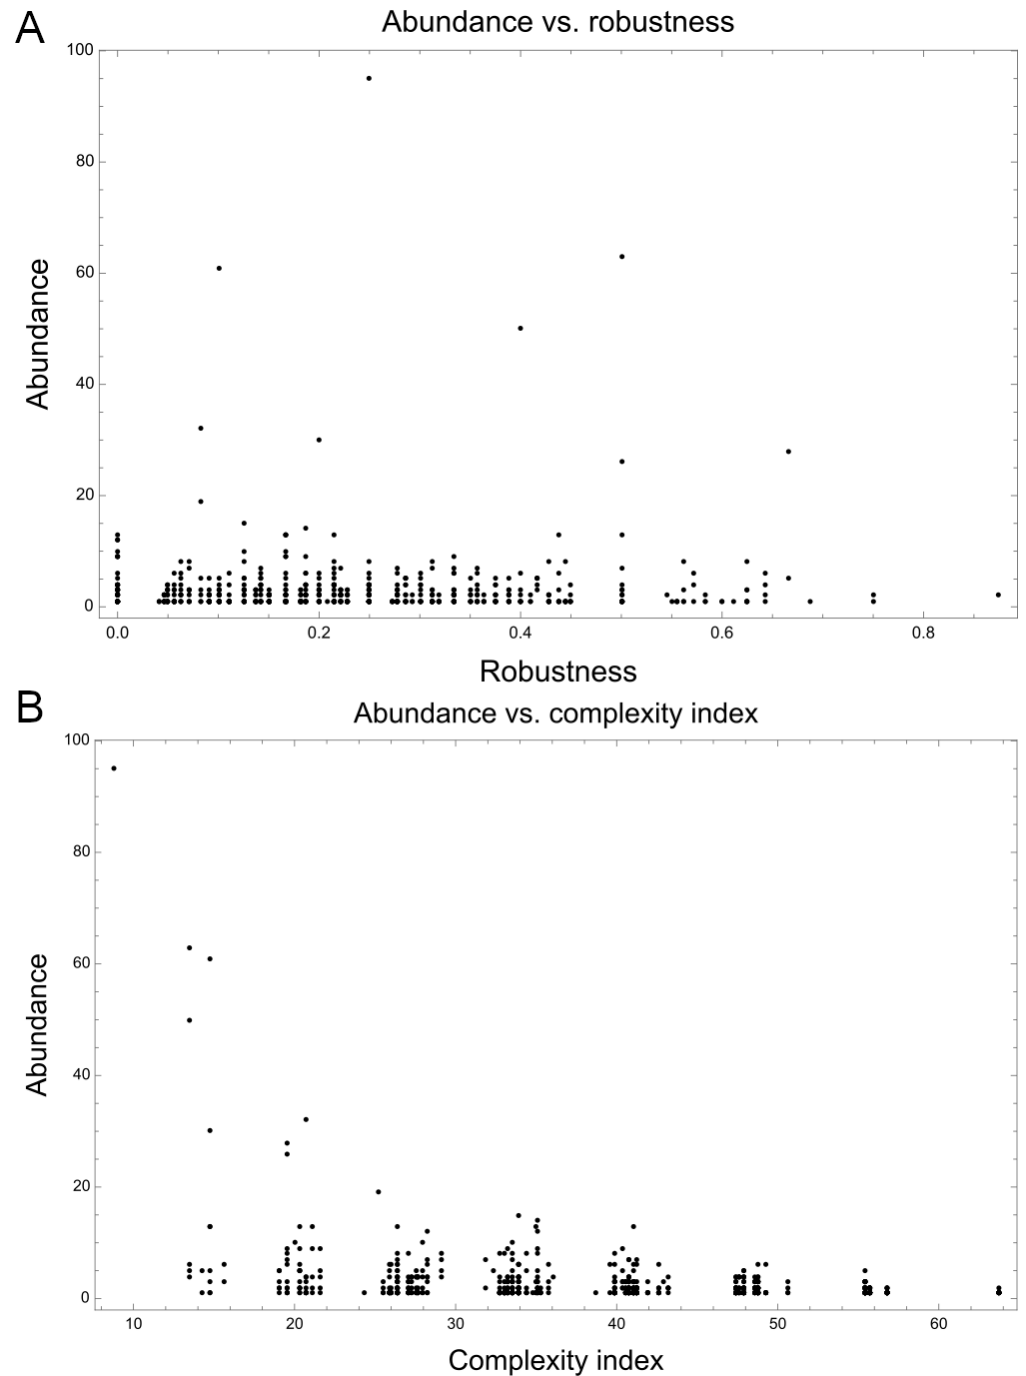 A
Abundance vs. robustness
100
80
60
40
20
0
Abundance
0.0 0.2 0.4 0.6 0.8
Robustness
B
Abundance vs. complexity index
100
80
60
40
20
0
Abundance
10 20 30 40 50 60
Complexity index